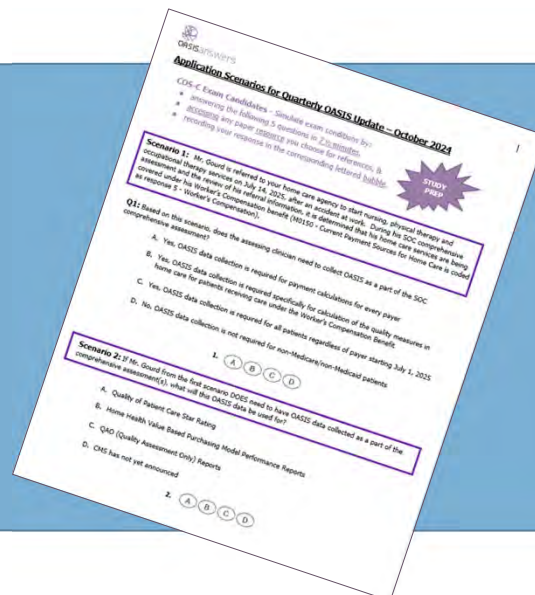 OASISanswers
Application Scenarios for Quarterly OASIS Update – October 2024
COS-C Exam Candidates - Simulate exam conditions by:
• answering the following 5 questions in 7 ½ minutes,
• accessing any paper resource you choose for references, &
• recording your response in the corresponding lettered bubble.
STUDY
PREP
Scenario 1: Mr. Gourd is referred to your home care agency to start nursing, physical therapy and
occupational therapy services on July 14, 2025, after an accident at work. During his SOC comprehensive
assessment and the review of his referral information, it is determined that his home care services are being
covered under his Worker's Compensation benefit (M0150 - Current Payment Sources for Home Care is coded
as response 5 - Worker's Compensation).
Q1: Based on this scenario, does the assessing clinician need to collect OASIS as a part of the SOC
comprehensive assessment?
A. Yes, OASIS data collection is required for payment calculations for every payer
B. Yes, OASIS data collection is required specifically for calculation of the quality measures in
home care for patients receiving care under the Worker's Compensation Benefit
C. Yes, OASIS data collection is required for all patients regardless of payer starting July 1, 2025
D. No, OASIS data collection is not required for non-Medicare/non-Medicaid patients
1. A B C D
Scenario 2: If Mr. Gourd from the first scenario DOES need to have OASIS data collected as a part of the
comprehensive assessment(s), what will this OASIS data be used for?
A. Quality of Patient Care Star Rating
B. Home Health Value Based Purchasing Model Performance Reports
C. QAO (Quality Assessment Only) Reports
D. CMS has not yet announced
2. A B C D